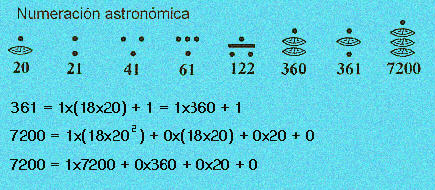 Numeración astronómica
20 21 41 61 122 360 361 7200
361 = 1x(18x20) + 1 = 1x360 + 1
7200 = 1x(18x20²) + 0x(18x20) + 0x20 + 0
7200 = 1x7200 + 0x360 + 0x20 + 0